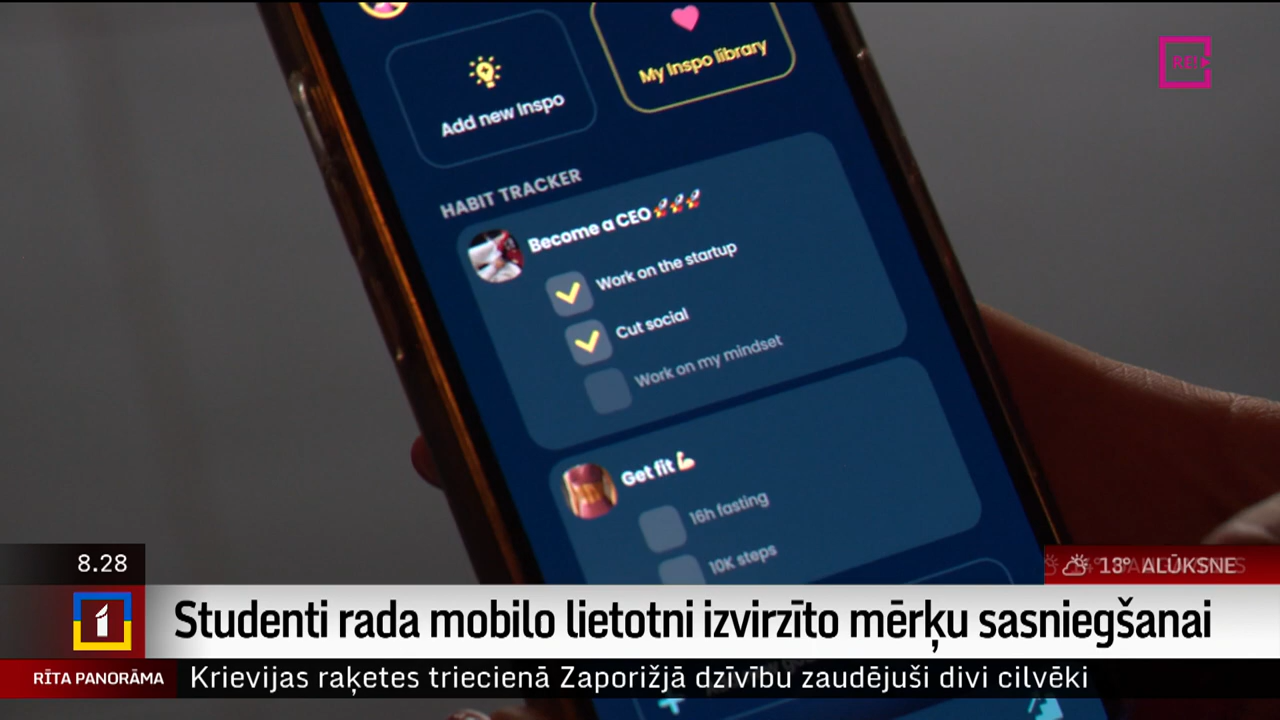 My Inspo library
Add new Inspo
RE!
HABIT TRACKER
Become a CEO🚀🚀🚀
Work on the startup
Cut social
Work on my mindset
Get fit💪
16h fasting
10K steps
8.28
13° ALŪKSNE
1
Studenti rada mobilo lietotni izvirzīto mērķu sasniegšanai
RĪTA PANORĀMA
Krievijas raķetes triecienā Zaporižjā dzīvību zaudējuši divi cilvēki